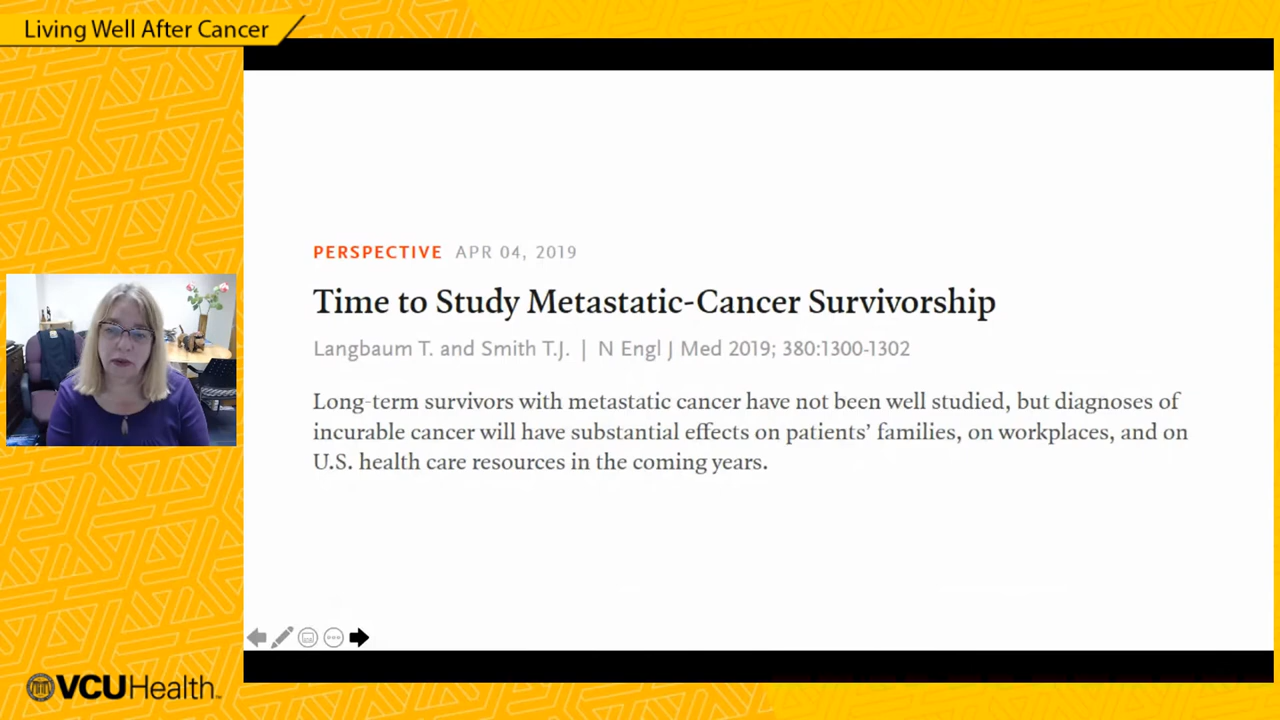 Living Well After Cancer
PERSPECTIVE APR 04, 2019
Time to Study Metastatic-Cancer Survivorship
Langbaum T. and Smith T.J. | N Engl J Med 2019; 380:1300-1302
Long-term survivors with metastatic cancer have not been well studied, but diagnoses of
incurable cancer will have substantial effects on patients’ families, on workplaces, and on
U.S. health care resources in the coming years.
VCUHealth